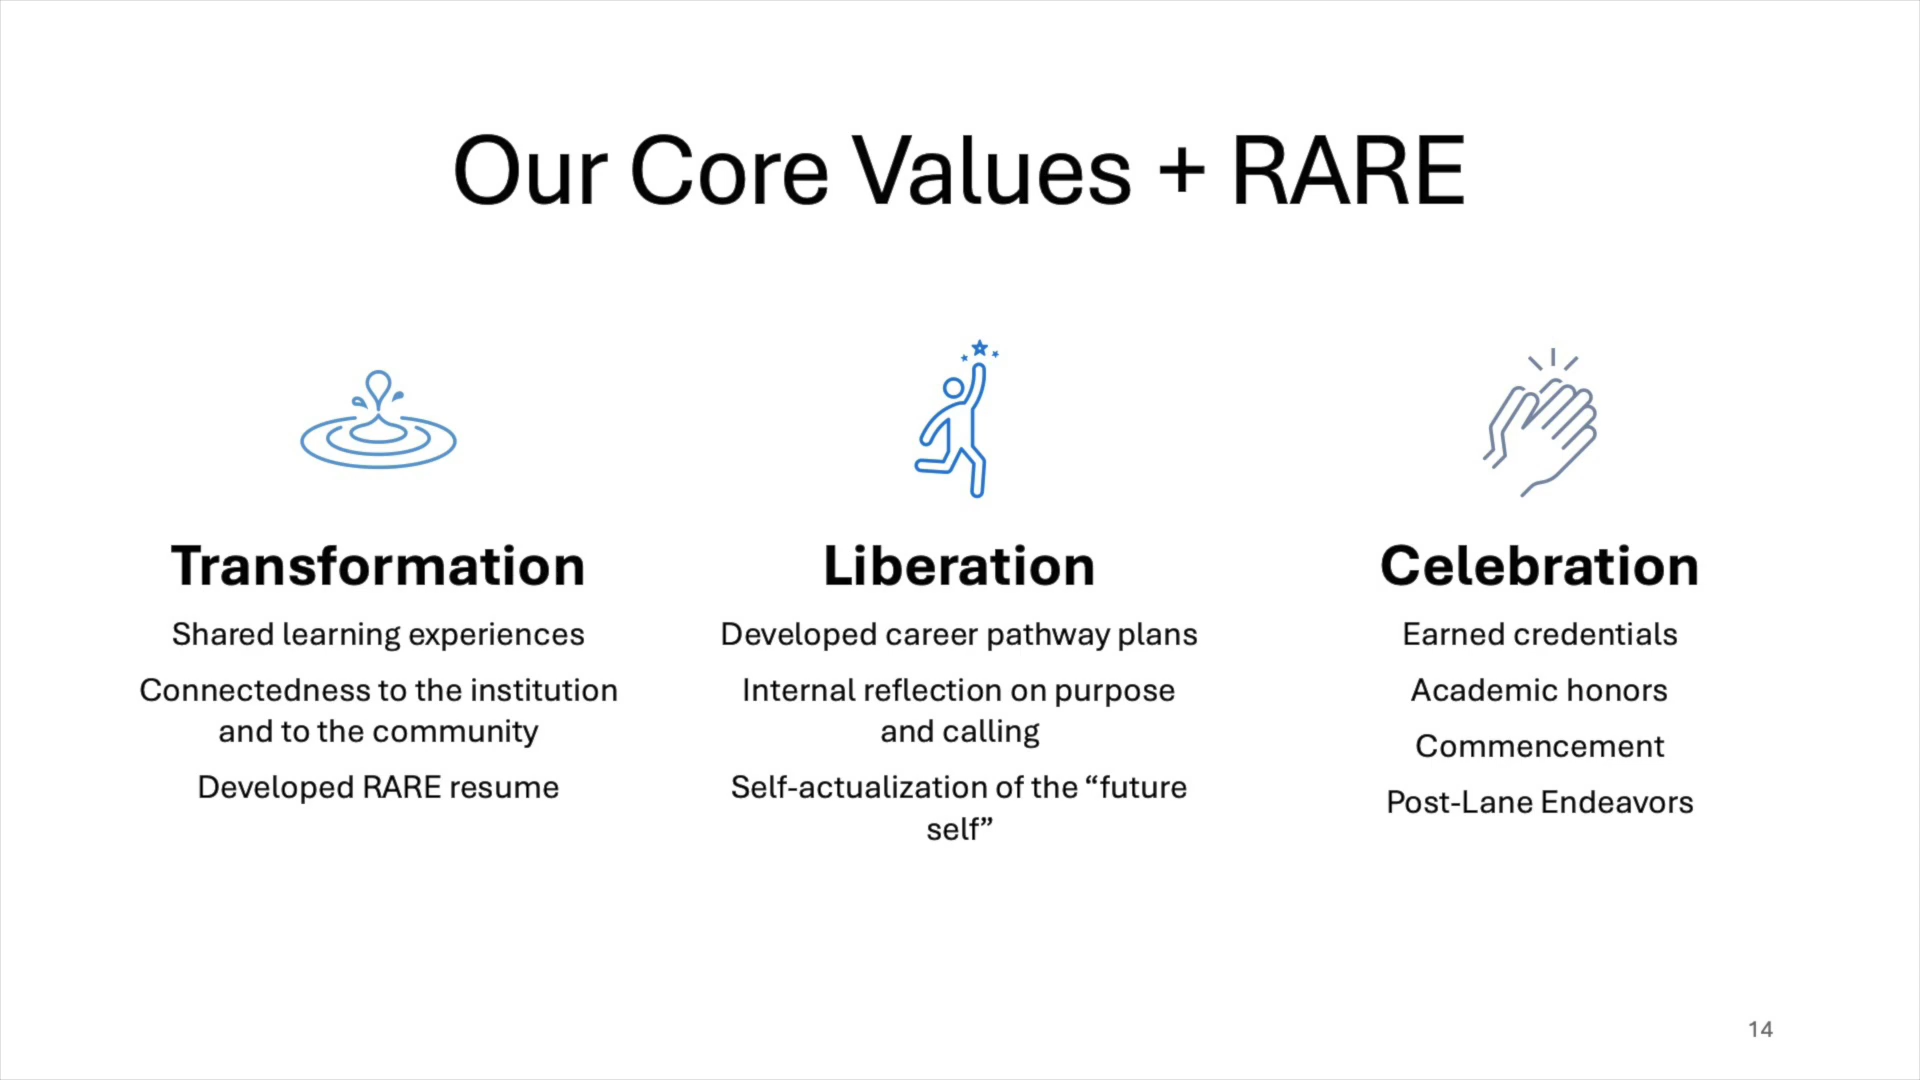 Our Core Values + RARE
Transformation
Shared learning experiences
Connectedness to the institution
and to the community
Developed RARE resume
Liberation
Developed career pathway plans
Internal reflection on purpose
and calling
Self-actualization of the “future
self”
Celebration
Earned credentials
Academic honors
Commencement
Post-Lane Endeavors
14